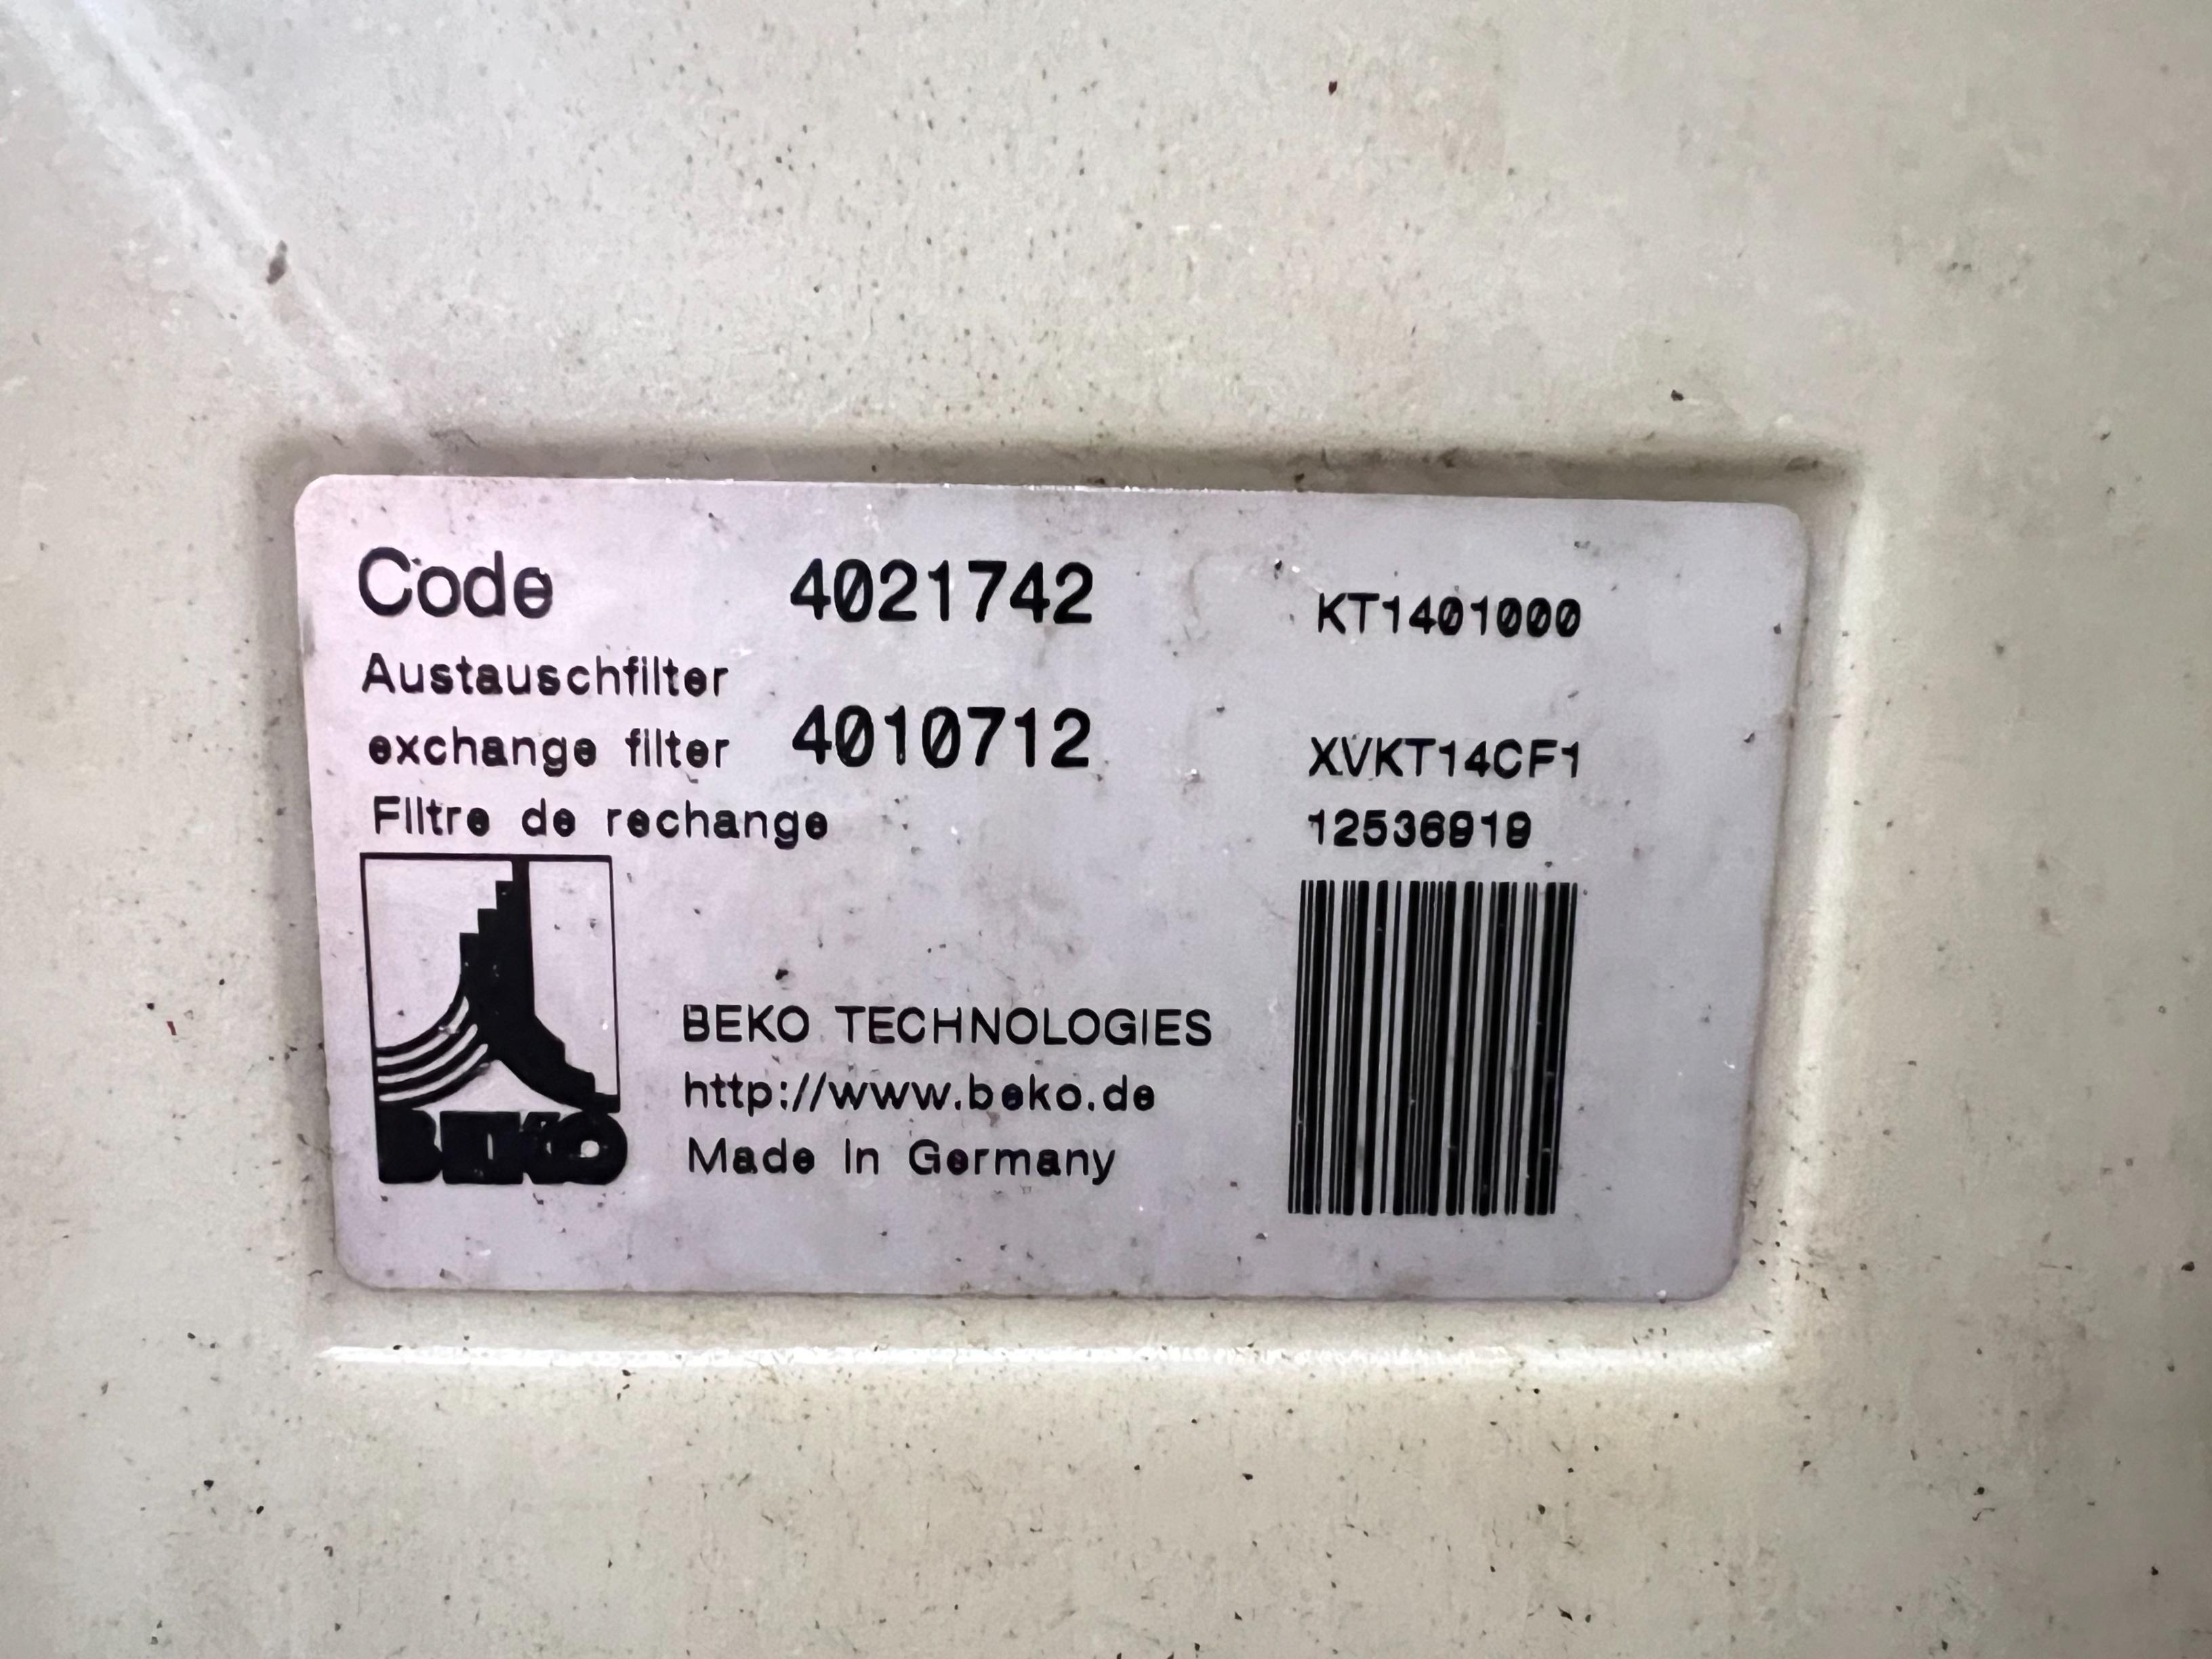 Code 4021742 KT1401000
Austauschfilter
exchange filter 4010712 XVKT14CF1
Filtre de rechange 12536919
BEKO
BEKO TECHNOLOGIES
http://www.beko.de
Made in Germany